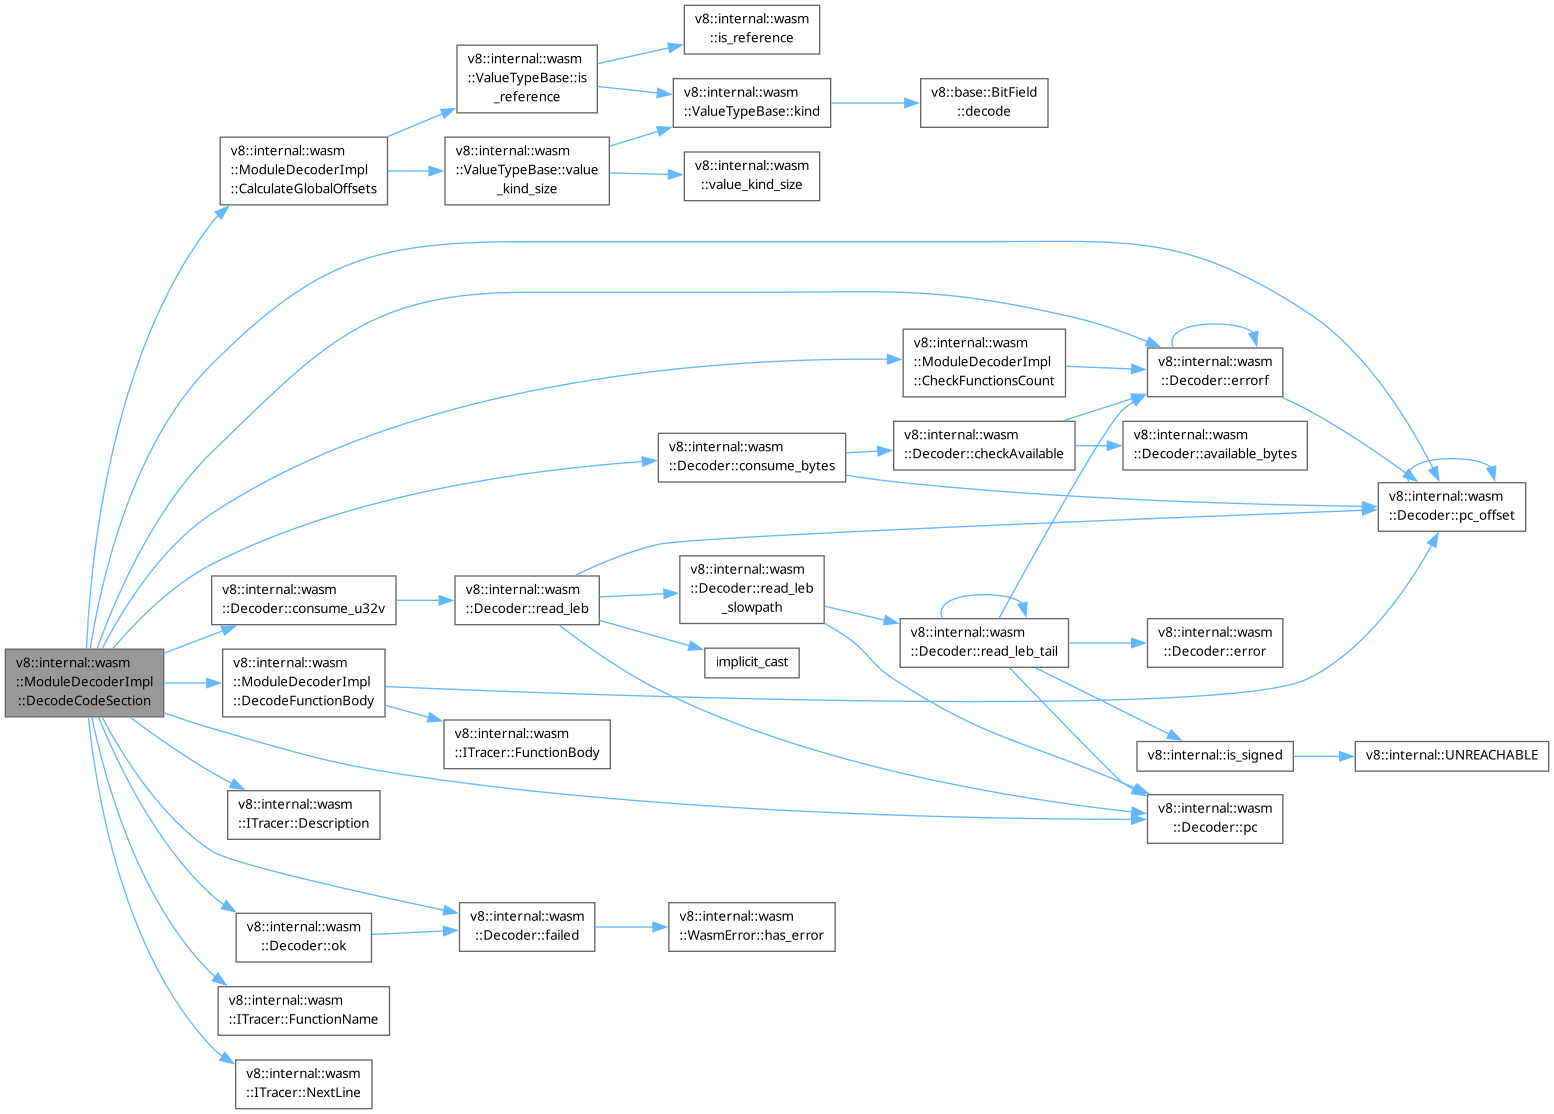 v8::internal::wasm
::ModuleDecoderImpl
::DecodeCodeSection
v8::internal::wasm
::ModuleDecoderImpl
::CalculateGlobalOffsets
v8::internal::wasm
::ValueTypeBase::is
_reference
v8::internal::wasm
::is_reference
v8::internal::wasm
::ValueTypeBase::kind
v8::base::BitField
::decode
v8::internal::wasm
::ValueTypeBase::value
_kind_size
v8::internal::wasm
::value_kind_size
v8::internal::wasm
::ModuleDecoderImpl
::CheckFunctionsCount
v8::internal::wasm
::Decoder::errorf
v8::internal::wasm
::Decoder::consume_bytes
v8::internal::wasm
::Decoder::checkAvailable
v8::internal::wasm
::Decoder::available_bytes
v8::internal::wasm
::Decoder::pc_offset
v8::internal::wasm
::Decoder::consume_u32v
v8::internal::wasm
::Decoder::read_leb
v8::internal::wasm
::Decoder::read_leb
_slowpath
implicit_cast
v8::internal::wasm
::Decoder::read_leb_tail
v8::internal::wasm
::Decoder::error
v8::internal::is_signed
v8::internal::UNREACHABLE
v8::internal::wasm
::Decoder::pc
v8::internal::wasm
::ModuleDecoderImpl
::DecodeFunctionBody
v8::internal::wasm
::ITracer::FunctionBody
v8::internal::wasm
::ITracer::Description
v8::internal::wasm
::Decoder::ok
v8::internal::wasm
::Decoder::failed
v8::internal::wasm
::WasmError::has_error
v8::internal::wasm
::ITracer::FunctionName
v8::internal::wasm
::ITracer::NextLine